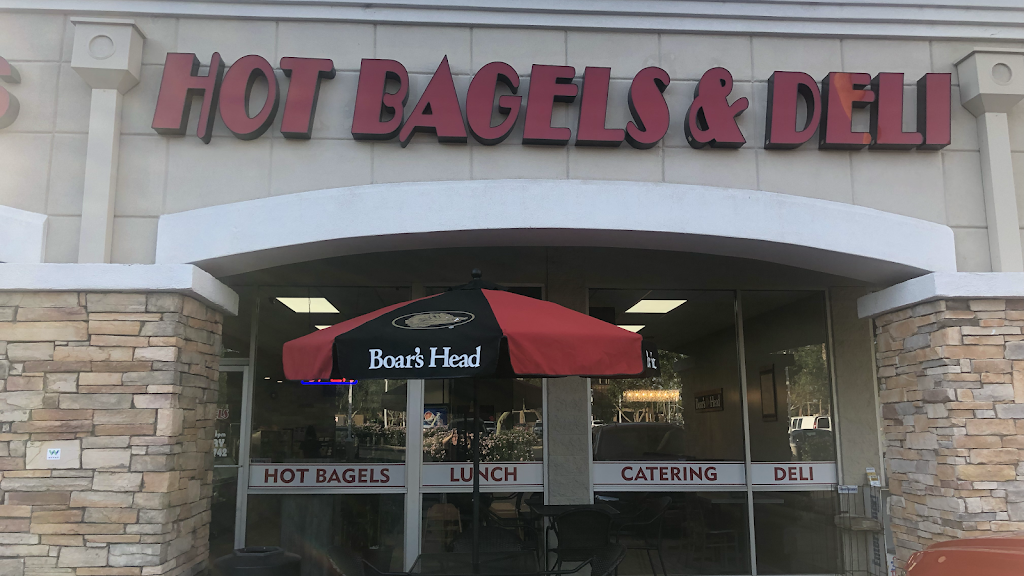 S
HOT BAGELS & DELI
Boar's Head
HOT BAGELS
LUNCH
CATERING
DELI